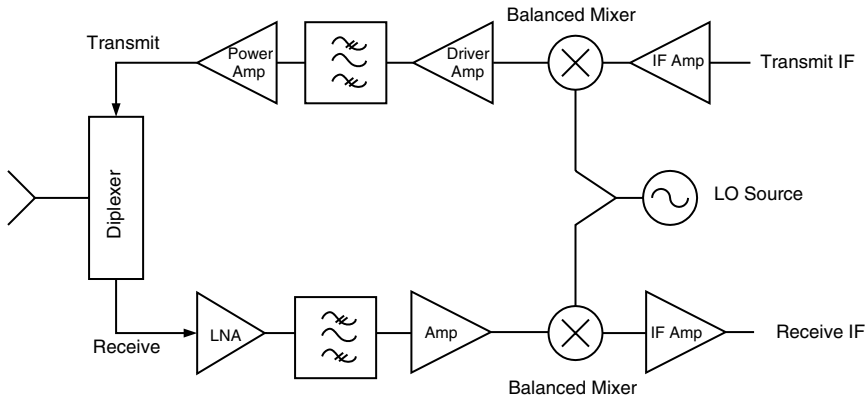 Balanced Mixer
Transmit
Power
Amp
Driver
Amp
IF Amp
Transmit IF
Diplexer
LO Source
LNA
Amp
IF Amp
Receive IF
Receive
Balanced Mixer